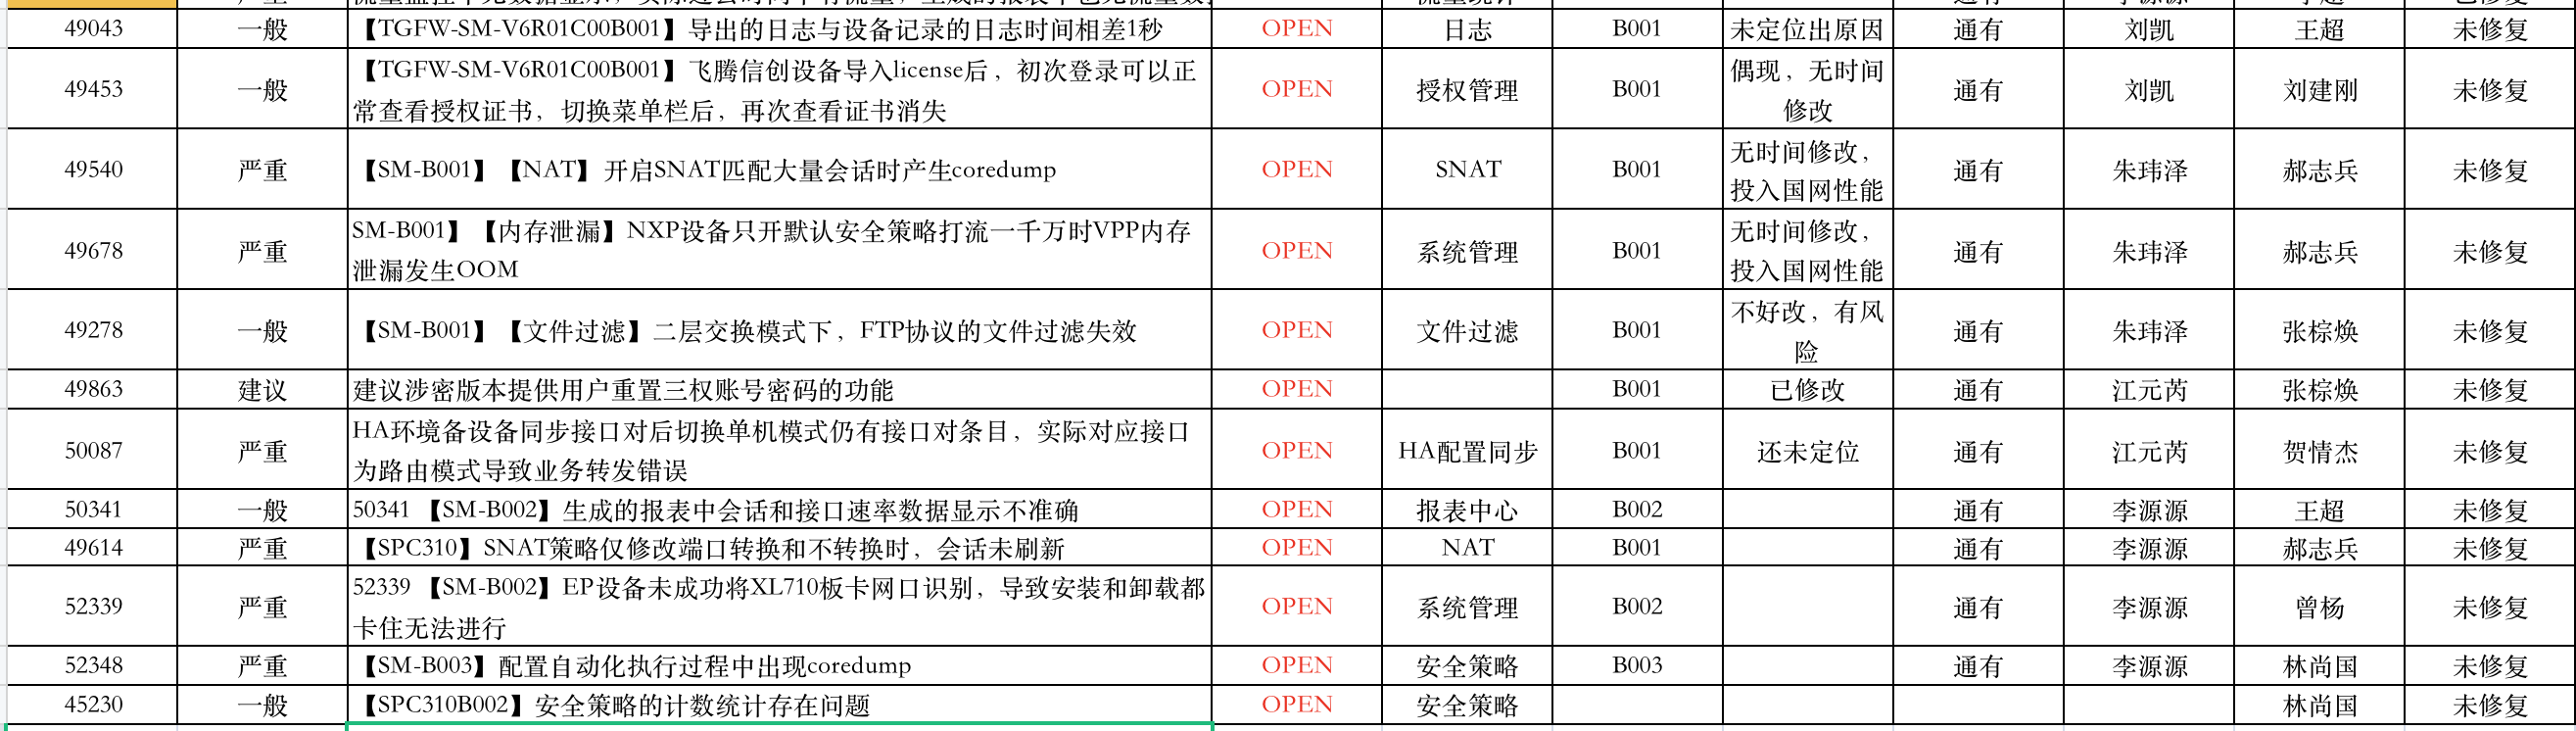 49043 一般 【TGFW-SM-V6R01C00B001】导出的日志与设备记录的日志时间相差1秒 OPEN 日志 B001 未定位出原因 通有 刘凯 王超 未修复
49453 一般 【TGFW-SM-V6R01C00B001】飞腾信创设备导入license后，初次登录可以正
常查看授权证书，切换菜单栏后，再次查看证书消失 OPEN 授权管理 B001 偶现，无时间
修改 通有 刘凯 刘建刚 未修复
49540 严重 【SM-B001】【NAT】开启SNAT匹配大量会话时产生coredump OPEN SNAT B001 无时间修改，
投入国网性能 通有 朱玮泽 郝志兵 未修复
49678 严重 SM-B001】【内存泄漏】NXP设备只开默认安全策略打流一千万时VPP内存
泄漏发生OOM OPEN 系统管理 B001 无时间修改，
投入国网性能 通有 朱玮泽 郝志兵 未修复
49278 一般 【SM-B001】【文件过滤】二层交换模式下，FTP协议的文件过滤失效 OPEN 文件过滤 B001 不好改，有风
险 通有 朱玮泽 张棕焕 未修复
49863 建议 建议涉密版本提供用户重置三权账号密码的功能 OPEN B001 已修改 通有 江元芮 张棕焕 未修复
50087 严重 HA环境备设备同步接口对后切换单机模式仍有接口对条目，实际对应接口
为路由模式导致业务转发错误 OPEN HA配置同步 B001 还未定位 通有 江元芮 贺情杰 未修复
50341 一般 50341 【SM-B002】生成的报表中会话和接口速率数据显示不准确 OPEN 报表中心 B002 通有 李源源 王超 未修复
49614 严重 【SPC310】SNAT策略仅修改端口转换和不转换时，会话未刷新 OPEN NAT B001 通有 李源源 郝志兵 未修复
52339 严重 52339 【SM-B002】EP设备未成功将XL710板卡网口识别，导致安装和卸载都
卡住无法进行 OPEN 系统管理 B002 通有 李源源 曾杨 未修复
52348 严重 【SM-B003】配置自动化执行过程中出现coredump OPEN 安全策略 B003 通有 李源源 林尚国 未修复
45230 一般 【SPC310B002】安全策略的计数统计存在问题 OPEN 安全策略 林尚国 未修复